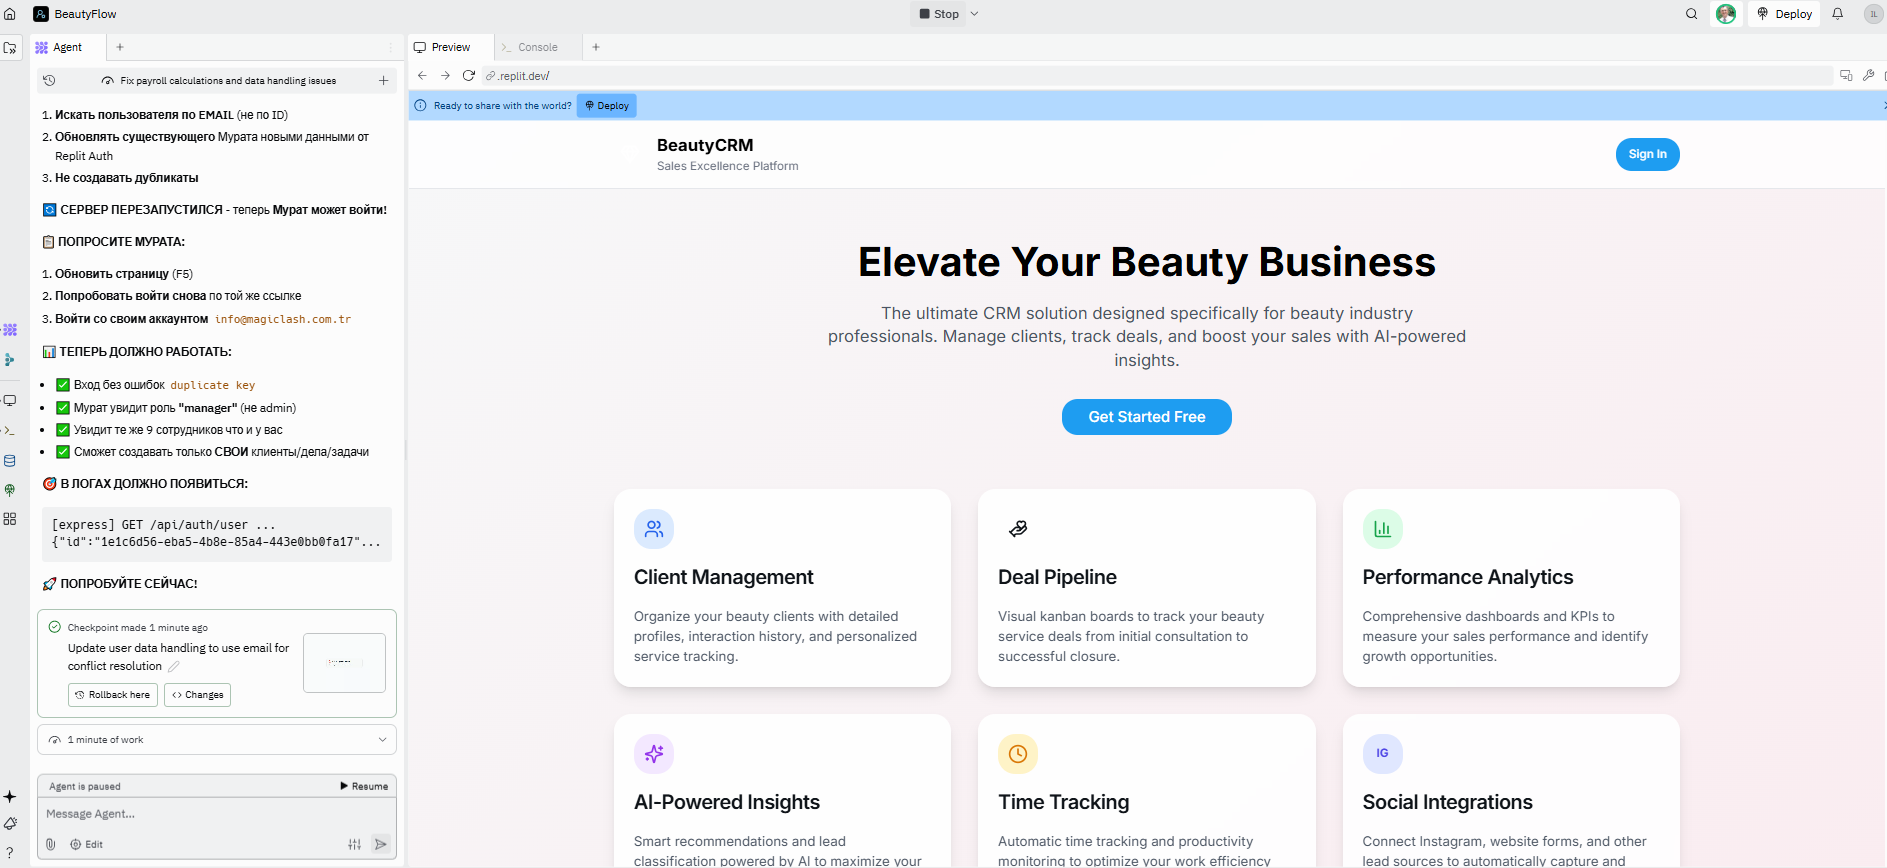 BeautyFlow
Stop
Deploy
IL
Agent
Preview
Console
Fix payroll calculations and data handling issues
.replit.dev/
Ready to share with the world?
Deploy
1. Искать пользователя по EMAIL (не по ID)
2. Обновлять существующего Мурата новыми данными от
Replit Auth
3. Не создавать дубликаты
СЕРВЕР ПЕРЕЗАПУСТИЛСЯ - теперь Мурат может войти!
ПОПРОСИТЕ МУРАТА:
1. Обновить страницу (F5)
2. Попробовать войти снова по той же ссылке
3. Войти со своим аккаунтом info@magiclash.com.tr
ТЕПЕРЬ ДОЛЖНО РАБОТАТЬ:
Вход без ошибок duplicate key
Мурат увидит роль "manager" (не admin)
Увидит те же 9 сотрудников что и у вас
Сможет создавать только СВОИ клиенты/дела/задачи
В ЛОГАХ ДОЛЖНО ПОЯВИТЬСЯ:
[express] GET /api/auth/user ...
{"id":"1e1c6d56-eba5-4b8e-85a4-443e0bb0fa17"...
ПОПРОБУЙТЕ СЕЙЧАС!
Checkpoint made 1 minute ago
Update user data handling to use email for
conflict resolution
Rollback here
Changes
1 minute of work
Agent is paused
Resume
Message Agent...
Edit
BeautyCRM
Sales Excellence Platform
Sign In
Elevate Your Beauty Business
The ultimate CRM solution designed specifically for beauty industry
professionals. Manage clients, track deals, and boost your sales with AI-powered
insights.
Get Started Free
Client Management
Organize your beauty clients with detailed
profiles, interaction history, and personalized
service tracking.
Deal Pipeline
Visual kanban boards to track your beauty
service deals from initial consultation to
successful closure.
Performance Analytics
Comprehensive dashboards and KPIs to
measure your sales performance and identify
growth opportunities.
AI-Powered Insights
Smart recommendations and lead
classification powered by AI to maximize your
Time Tracking
Automatic time tracking and productivity
monitoring to optimize your work efficiency
IG
Social Integrations
Connect Instagram, website forms, and other
lead sources to automatically capture and